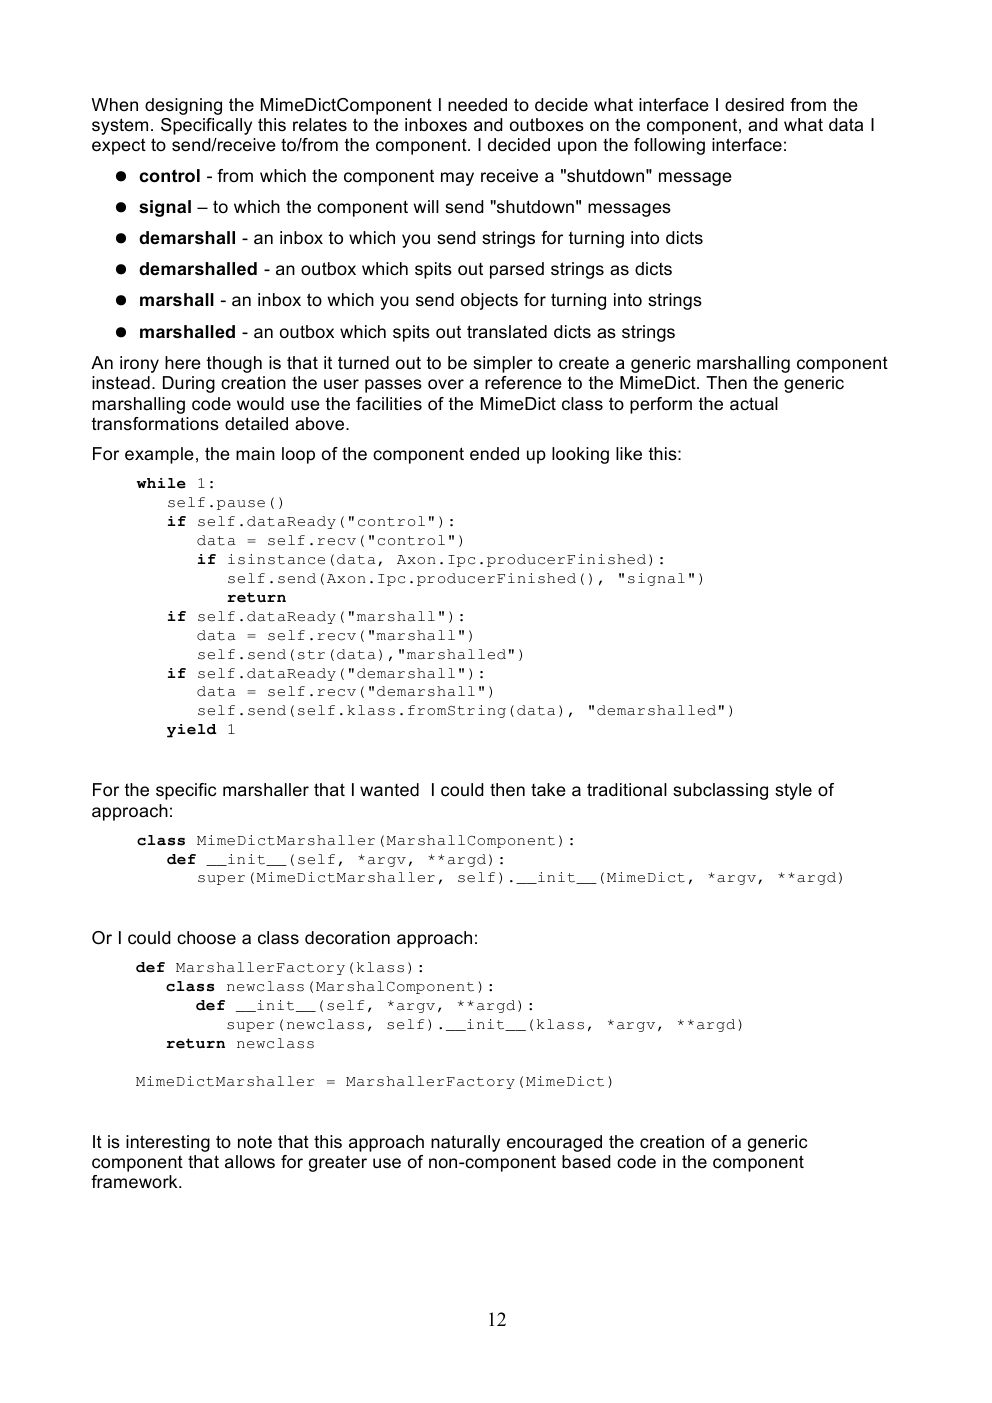 When designing the MimeDictComponent I needed to decide what interface I desired from the
system. Specifically this relates to the inboxes and outboxes on the component, and what data I
expect to send/receive to/from the component. I decided upon the following interface:
● control - from which the component may receive a "shutdown" message
● signal – to which the component will send "shutdown" messages
● demarshall - an inbox to which you send strings for turning into dicts
● demarshalled - an outbox which spits out parsed strings as dicts
● marshall - an inbox to which you send objects for turning into strings
● marshalled - an outbox which spits out translated dicts as strings
An irony here though is that it turned out to be simpler to create a generic marshalling component
instead. During creation the user passes over a reference to the MimeDict. Then the generic
marshalling code would use the facilities of the MimeDict class to perform the actual
transformations detailed above.
For example, the main loop of the component ended up looking like this:
while 1:
   self.pause()
   if self.dataReady("control"):
      data = self.recv("control")
      if isinstance(data, Axon.Ipc.producerFinished):
         self.send(Axon.Ipc.producerFinished(), "signal")
         return
   if self.dataReady("marshall"):
      data = self.recv("marshall")
      self.send(str(data),"marshalled")
   if self.dataReady("demarshall"):
      data = self.recv("demarshall")
      self.send(self.klass.fromString(data), "demarshalled")
   yield 1
For the specific marshaller that I wanted  I could then take a traditional subclassing style of
approach:
class MimeDictMarshaller(MarshallComponent):
   def __init__(self, *argv, **argd):
      super(MimeDictMarshaller, self).__init__(MimeDict, *argv, **argd)
Or I could choose a class decoration approach:
def MarshallerFactory(klass):
   class newclass(MarshalComponent):
      def __init__(self, *argv, **argd):
         super(newclass, self).__init__(klass, *argv, **argd)
   return newclass
MimeDictMarshaller = MarshallerFactory(MimeDict)
It is interesting to note that this approach naturally encouraged the creation of a generic
component that allows for greater use of non-component based code in the component
framework.
12